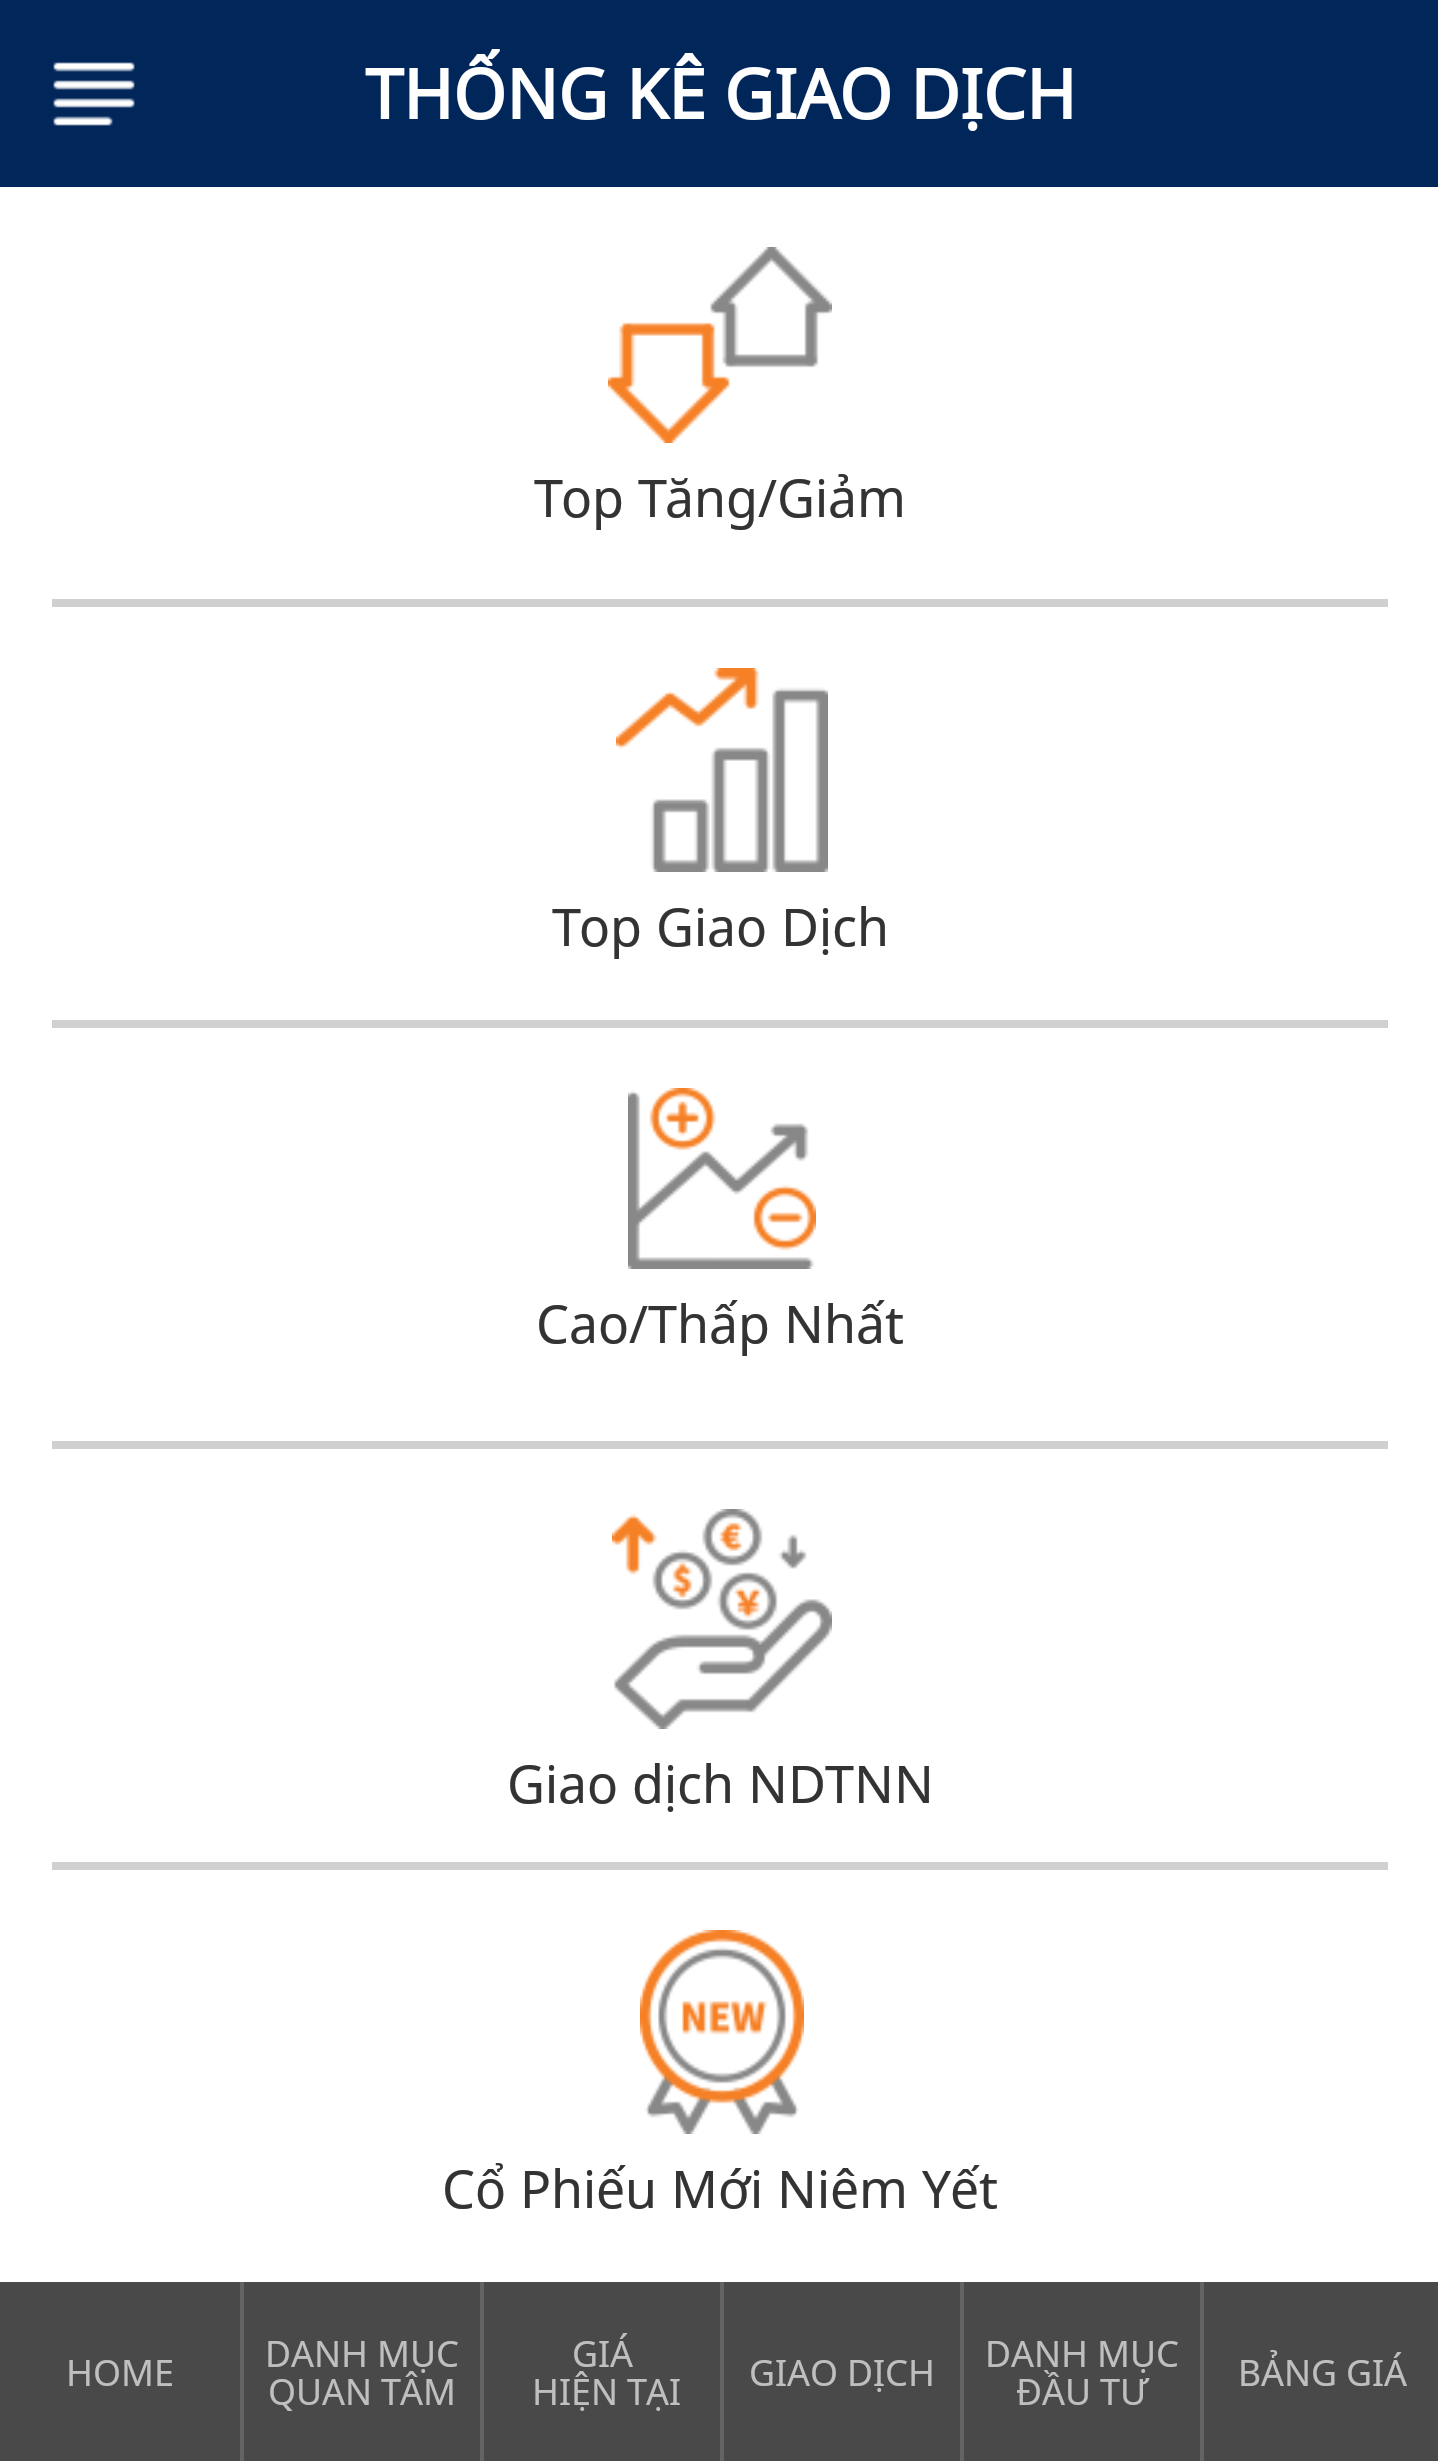 THỐNG KÊ GIAO DỊCH
Top Tăng/Giảm
Top Giao Dịch
Cao/Thấp Nhất
€
$
¥
Giao dịch NDTNN
NEW
Cổ Phiếu Mới Niêm Yết
HOME
DANH MỤC
QUAN TÂM
GIÁ
HIỆN TẠI
GIAO DỊCH
DANH MỤC
ĐẦU TƯ
BẢNG GIÁ